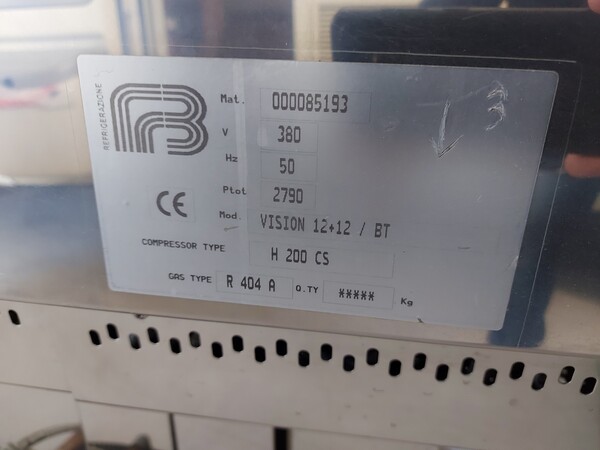 REFRIGERAZIONE
Mat. 000085193
V 380
Hz 50
Ptot 2790
Mod. VISION 12+12 / BT
CE
COMPRESSOR TYPE H 200 CS
GAS TYPE R 404 A Q.TY ***** Kg